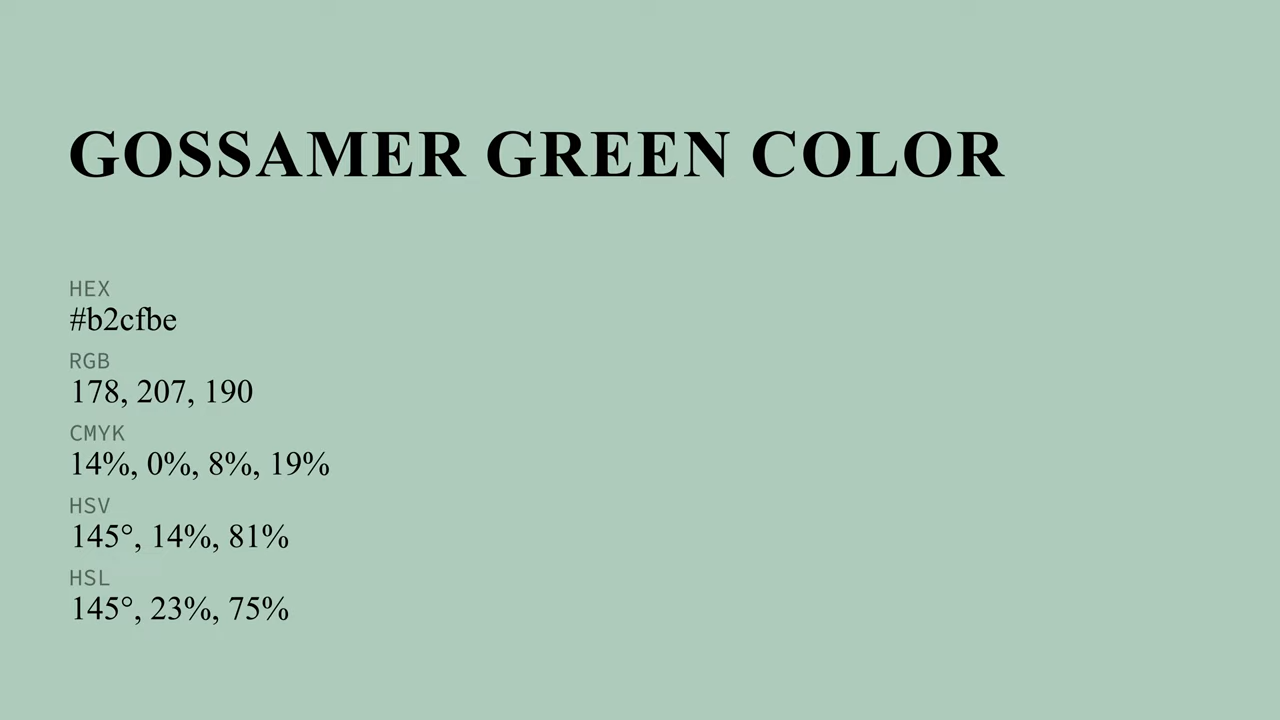 GOSSAMER GREEN COLOR
HEX
#b2cfbe
RGB
178, 207, 190
CMYK
14%, 0%, 8%, 19%
HSV
145°, 14%, 81%
HSL
145°, 23%, 75%